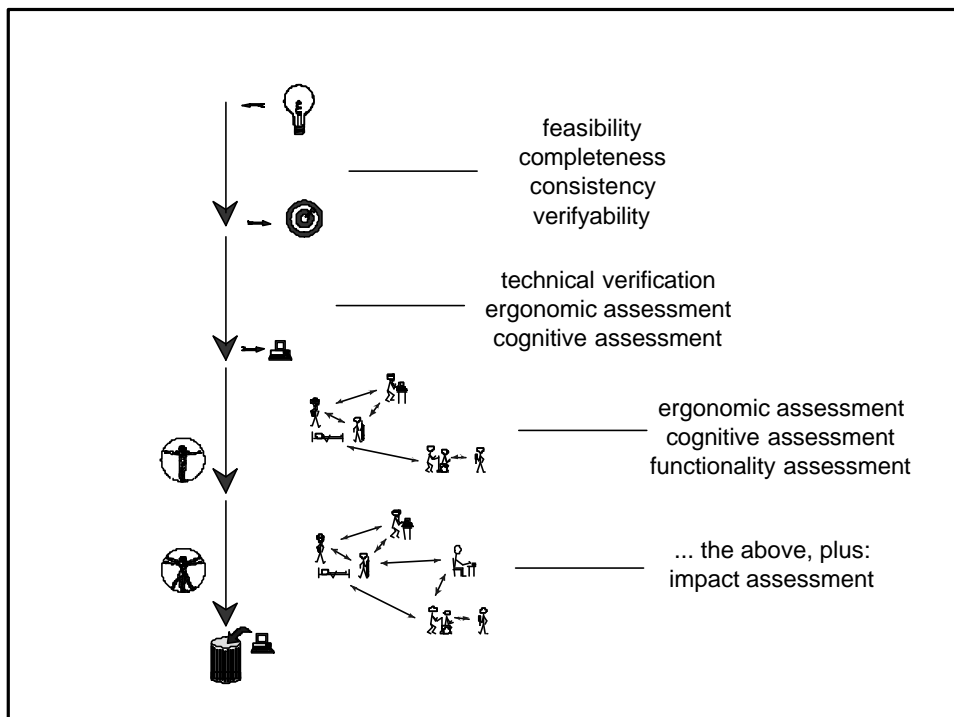 feasibility
completeness
consistency
verifyability
technical verification
ergonomic assessment
cognitive assessment
ergonomic assessment
cognitive assessment
functionality assessment
... the above, plus:
impact assessment